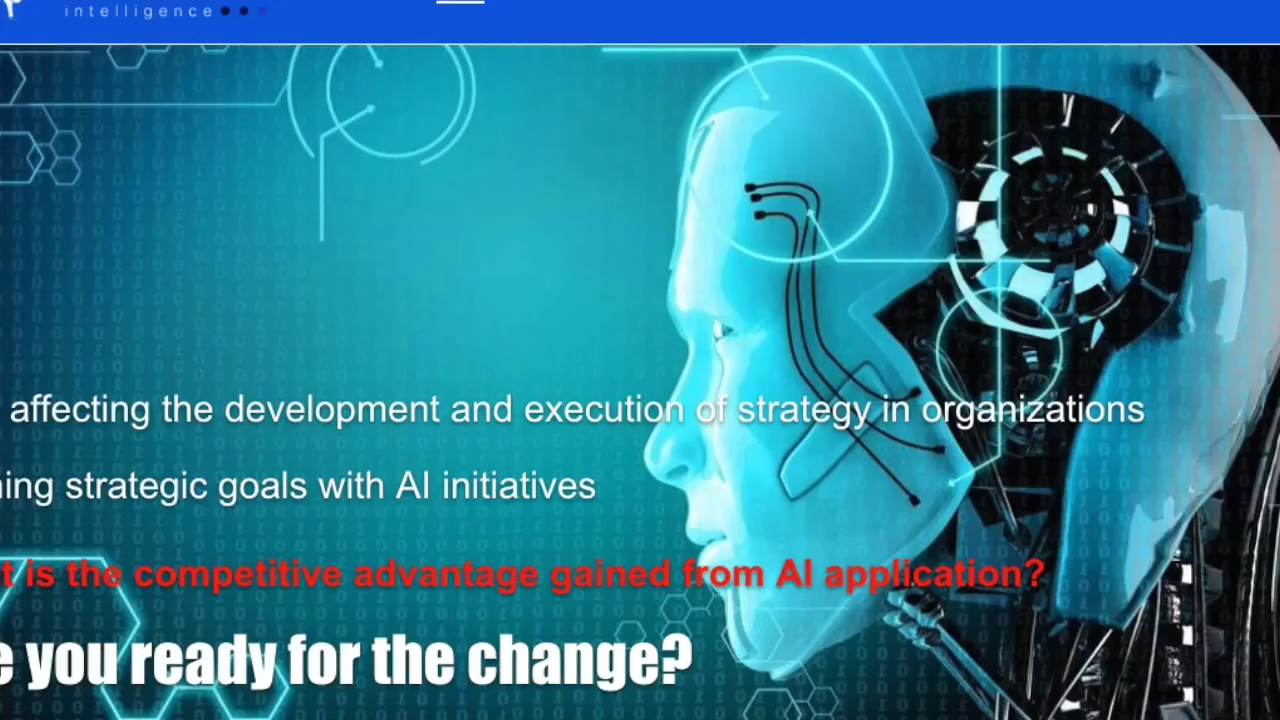 intelligence
affecting the development and execution of strategy in organizations
ning strategic goals with AI initiatives
t is the competitive advantage gained from AI application?
e you ready for the change?